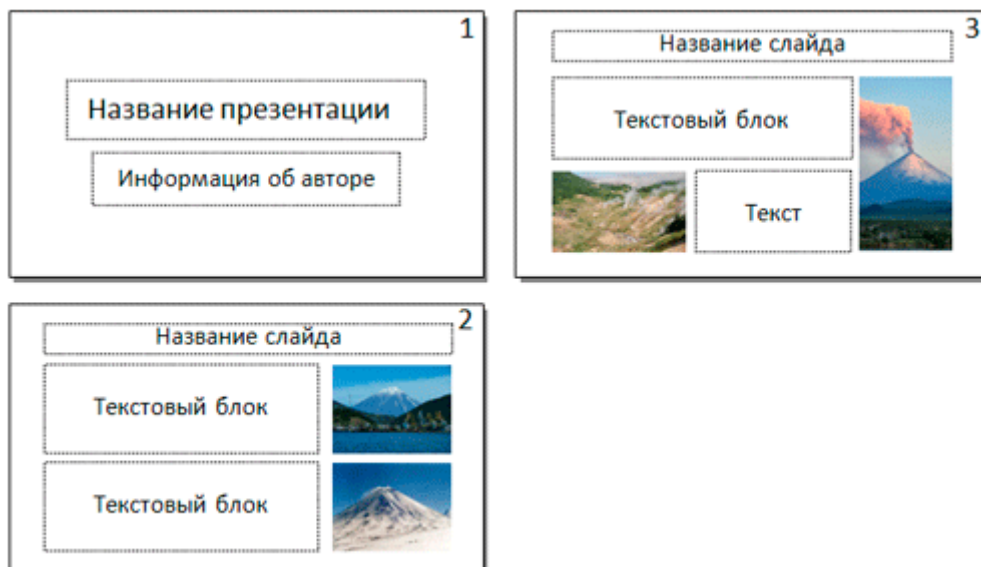 1
Название презентации
Информация об авторе
2
Название слайда
Текстовый блок
Текстовый блок
3
Название слайда
Текстовый блок
Текст